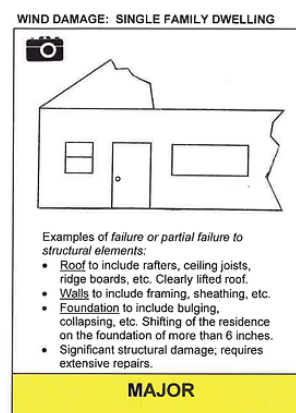 WIND DAMAGE: SINGLE FAMILY DWELLING
Examples of failure or partial failure to
structural elements:
• Roof to include rafters, ceiling joists,
ridge boards, etc. Clearly lifted roof.
• Walls to include framing, sheathing, etc.
• Foundation to include bulging,
collapsing, etc. Shifting of the residence
on the foundation of more than 6 inches.
• Significant structural damage; requires
extensive repairs.
MAJOR